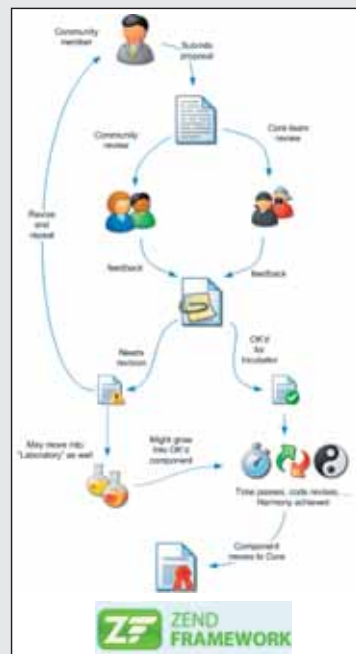 Community
member
Submits
proposal
Community
review
Core team
review
Revise
and
repeat
feedback
feedback
Needs
revision
OK'd
for
Incubator
May move into
"Laboratory" as well
Might grow
into OK'd
component
Time passes, code revises, ...
Harmony achieved
Component
moves to Core
ZF ZEND
FRAMEWORK